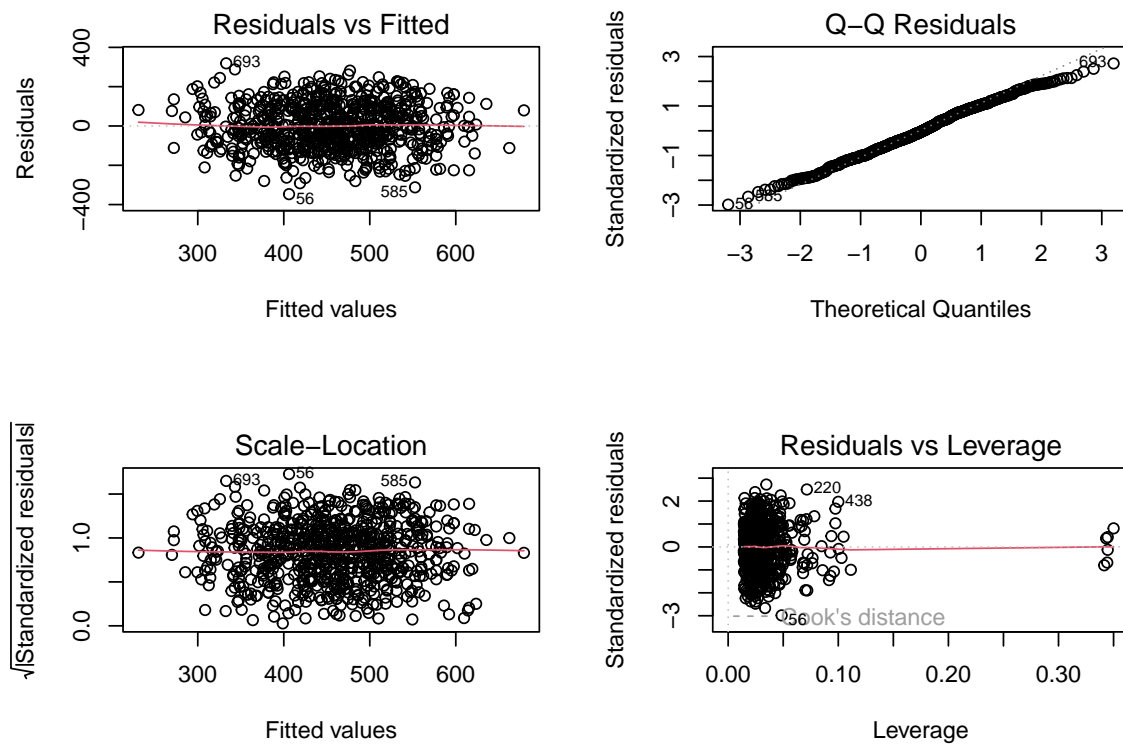 Residuals vs Fitted
Residuals
400
0
−400
693
56
585
300 400 500 600
Fitted values
Q−Q Residuals
Standardized residuals
3
1
−1
−3
693
56
585
−3 −2 −1 0 1 2 3
Theoretical Quantiles
Scale−Location
√|Standardized residuals|
1.0
0.0
693
56
585
300 400 500 600
Fitted values
Residuals vs Leverage
Standardized residuals
2
0
−3
220
438
56
Cook's distance
0.00 0.10 0.20 0.30
Leverage